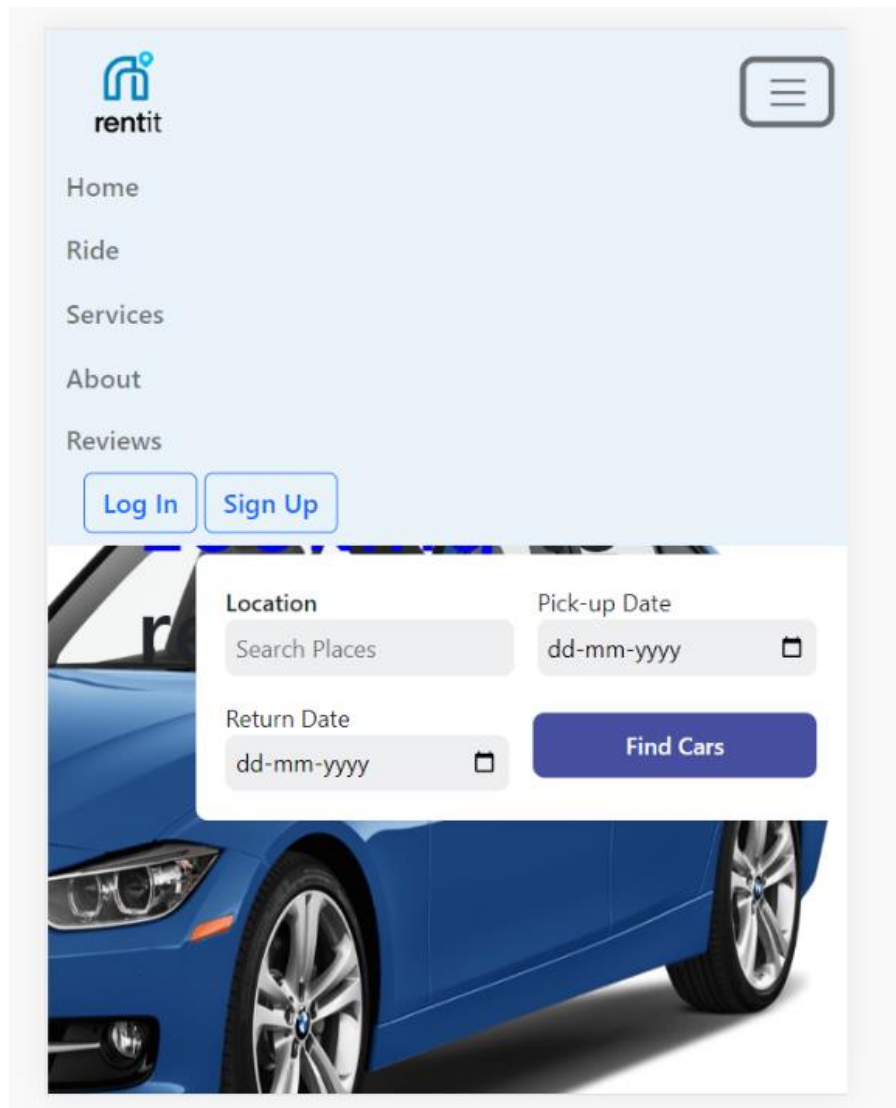 rentit
Home
Ride
Services
About
Reviews
Log In Sign Up
Location Pick-up Date
Search Places dd-mm-yyyy
Return Date
dd-mm-yyyy Find Cars